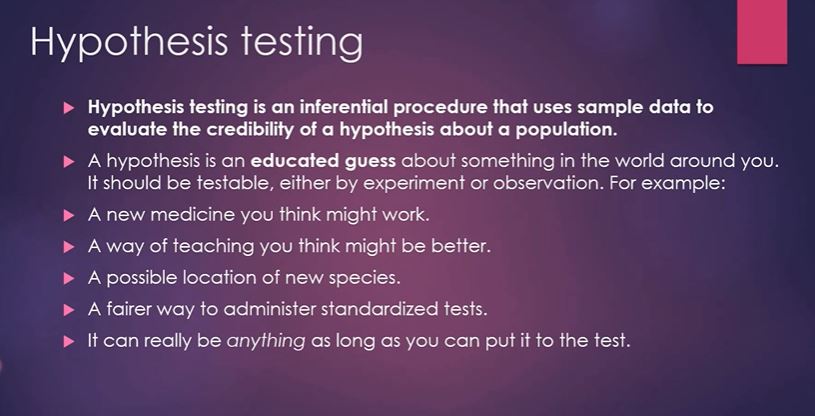 Hypothesis testing
Hypothesis testing is an inferential procedure that uses sample data to
evaluate the credibility of a hypothesis about a population.
A hypothesis is an educated guess about something in the world around you.
It should be testable, either by experiment or observation. For example:
A new medicine you think might work.
A way of teaching you think might be better.
A possible location of new species.
A fairer way to administer standardized tests.
It can really be anything as long as you can put it to the test.